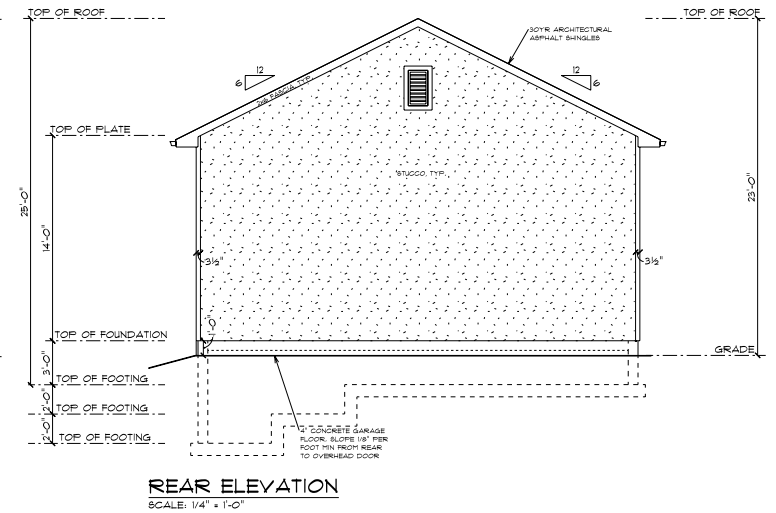 TOP OF ROOF
TOP OF ROOF
30YR ARCHITECTURAL
ASPHALT SHINGLES
12
6
12
6
2x8 FASCIA TYP.
TOP OF PLATE
STUCCO, TYP.
25'-0"
23'-0"
14'-0"
3½"
3½"
1'-0"
TOP OF FOUNDATION
GRADE
3'-0"
TOP OF FOOTING
2'-0"
TOP OF FOOTING
2'-0"
TOP OF FOOTING
4" CONCRETE GARAGE
FLOOR, SLOPE 1/8" PER
FOOT MIN FROM REAR
TO OVERHEAD DOOR
REAR ELEVATION
SCALE: 1/4" = 1'-0"